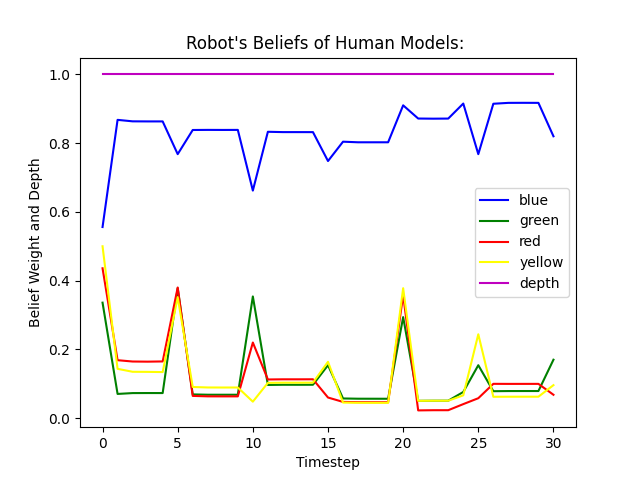 Robot's Beliefs of Human Models:
Belief Weight and Depth
1.0
0.8
0.6
0.4
0.2
0.0
blue
green
red
yellow
depth
0 5 10 15 20 25 30
Timestep